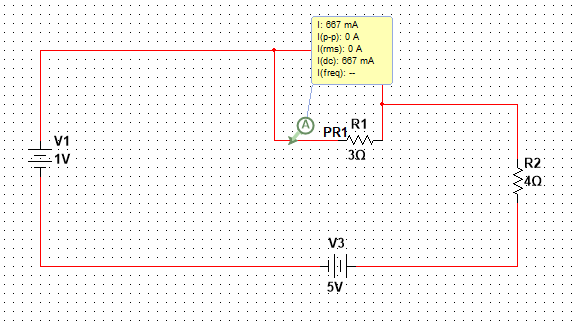 I: 667 mA
I(p-p): 0 A
I(rms): 0 A
I(dc): 667 mA
I(freq): --
A
PR1
R1
3Ω
V1
1V
R2
4Ω
V3
5V